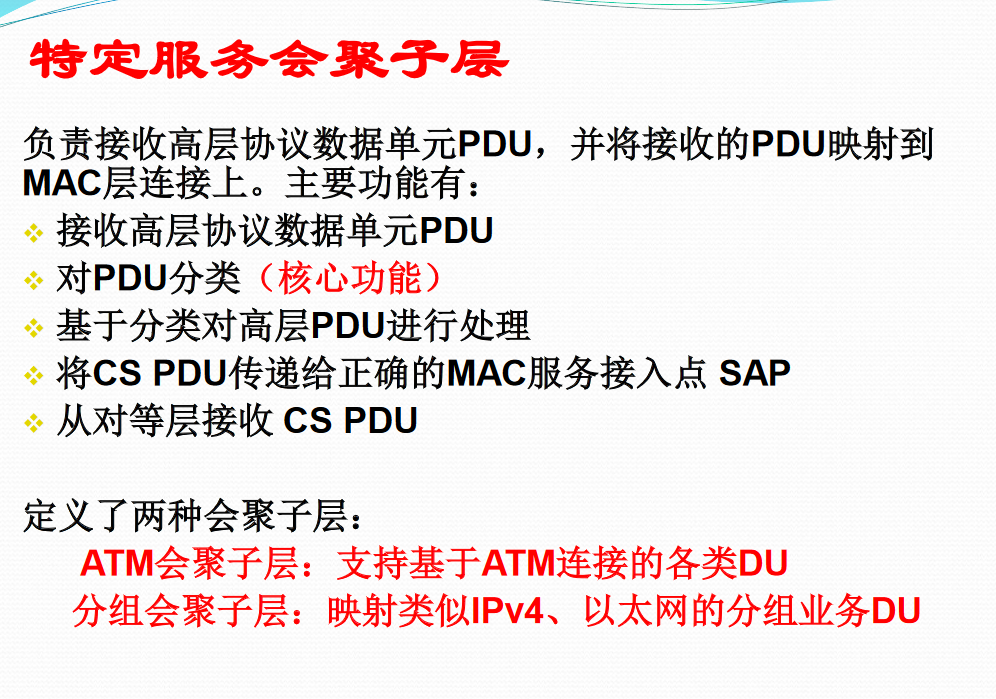 特定服务会聚子层
负责接收高层协议数据单元PDU，并将接收的PDU映射到
MAC层连接上。主要功能有：
接收高层协议数据单元PDU
对PDU分类（核心功能）
基于分类对高层PDU进行处理
将CS PDU传递给正确的MAC服务接入点 SAP
从对等层接收 CS PDU
定义了两种会聚子层：
ATM会聚子层：支持基于ATM连接的各类DU
分组会聚子层：映射类似IPv4、以太网的分组业务DU